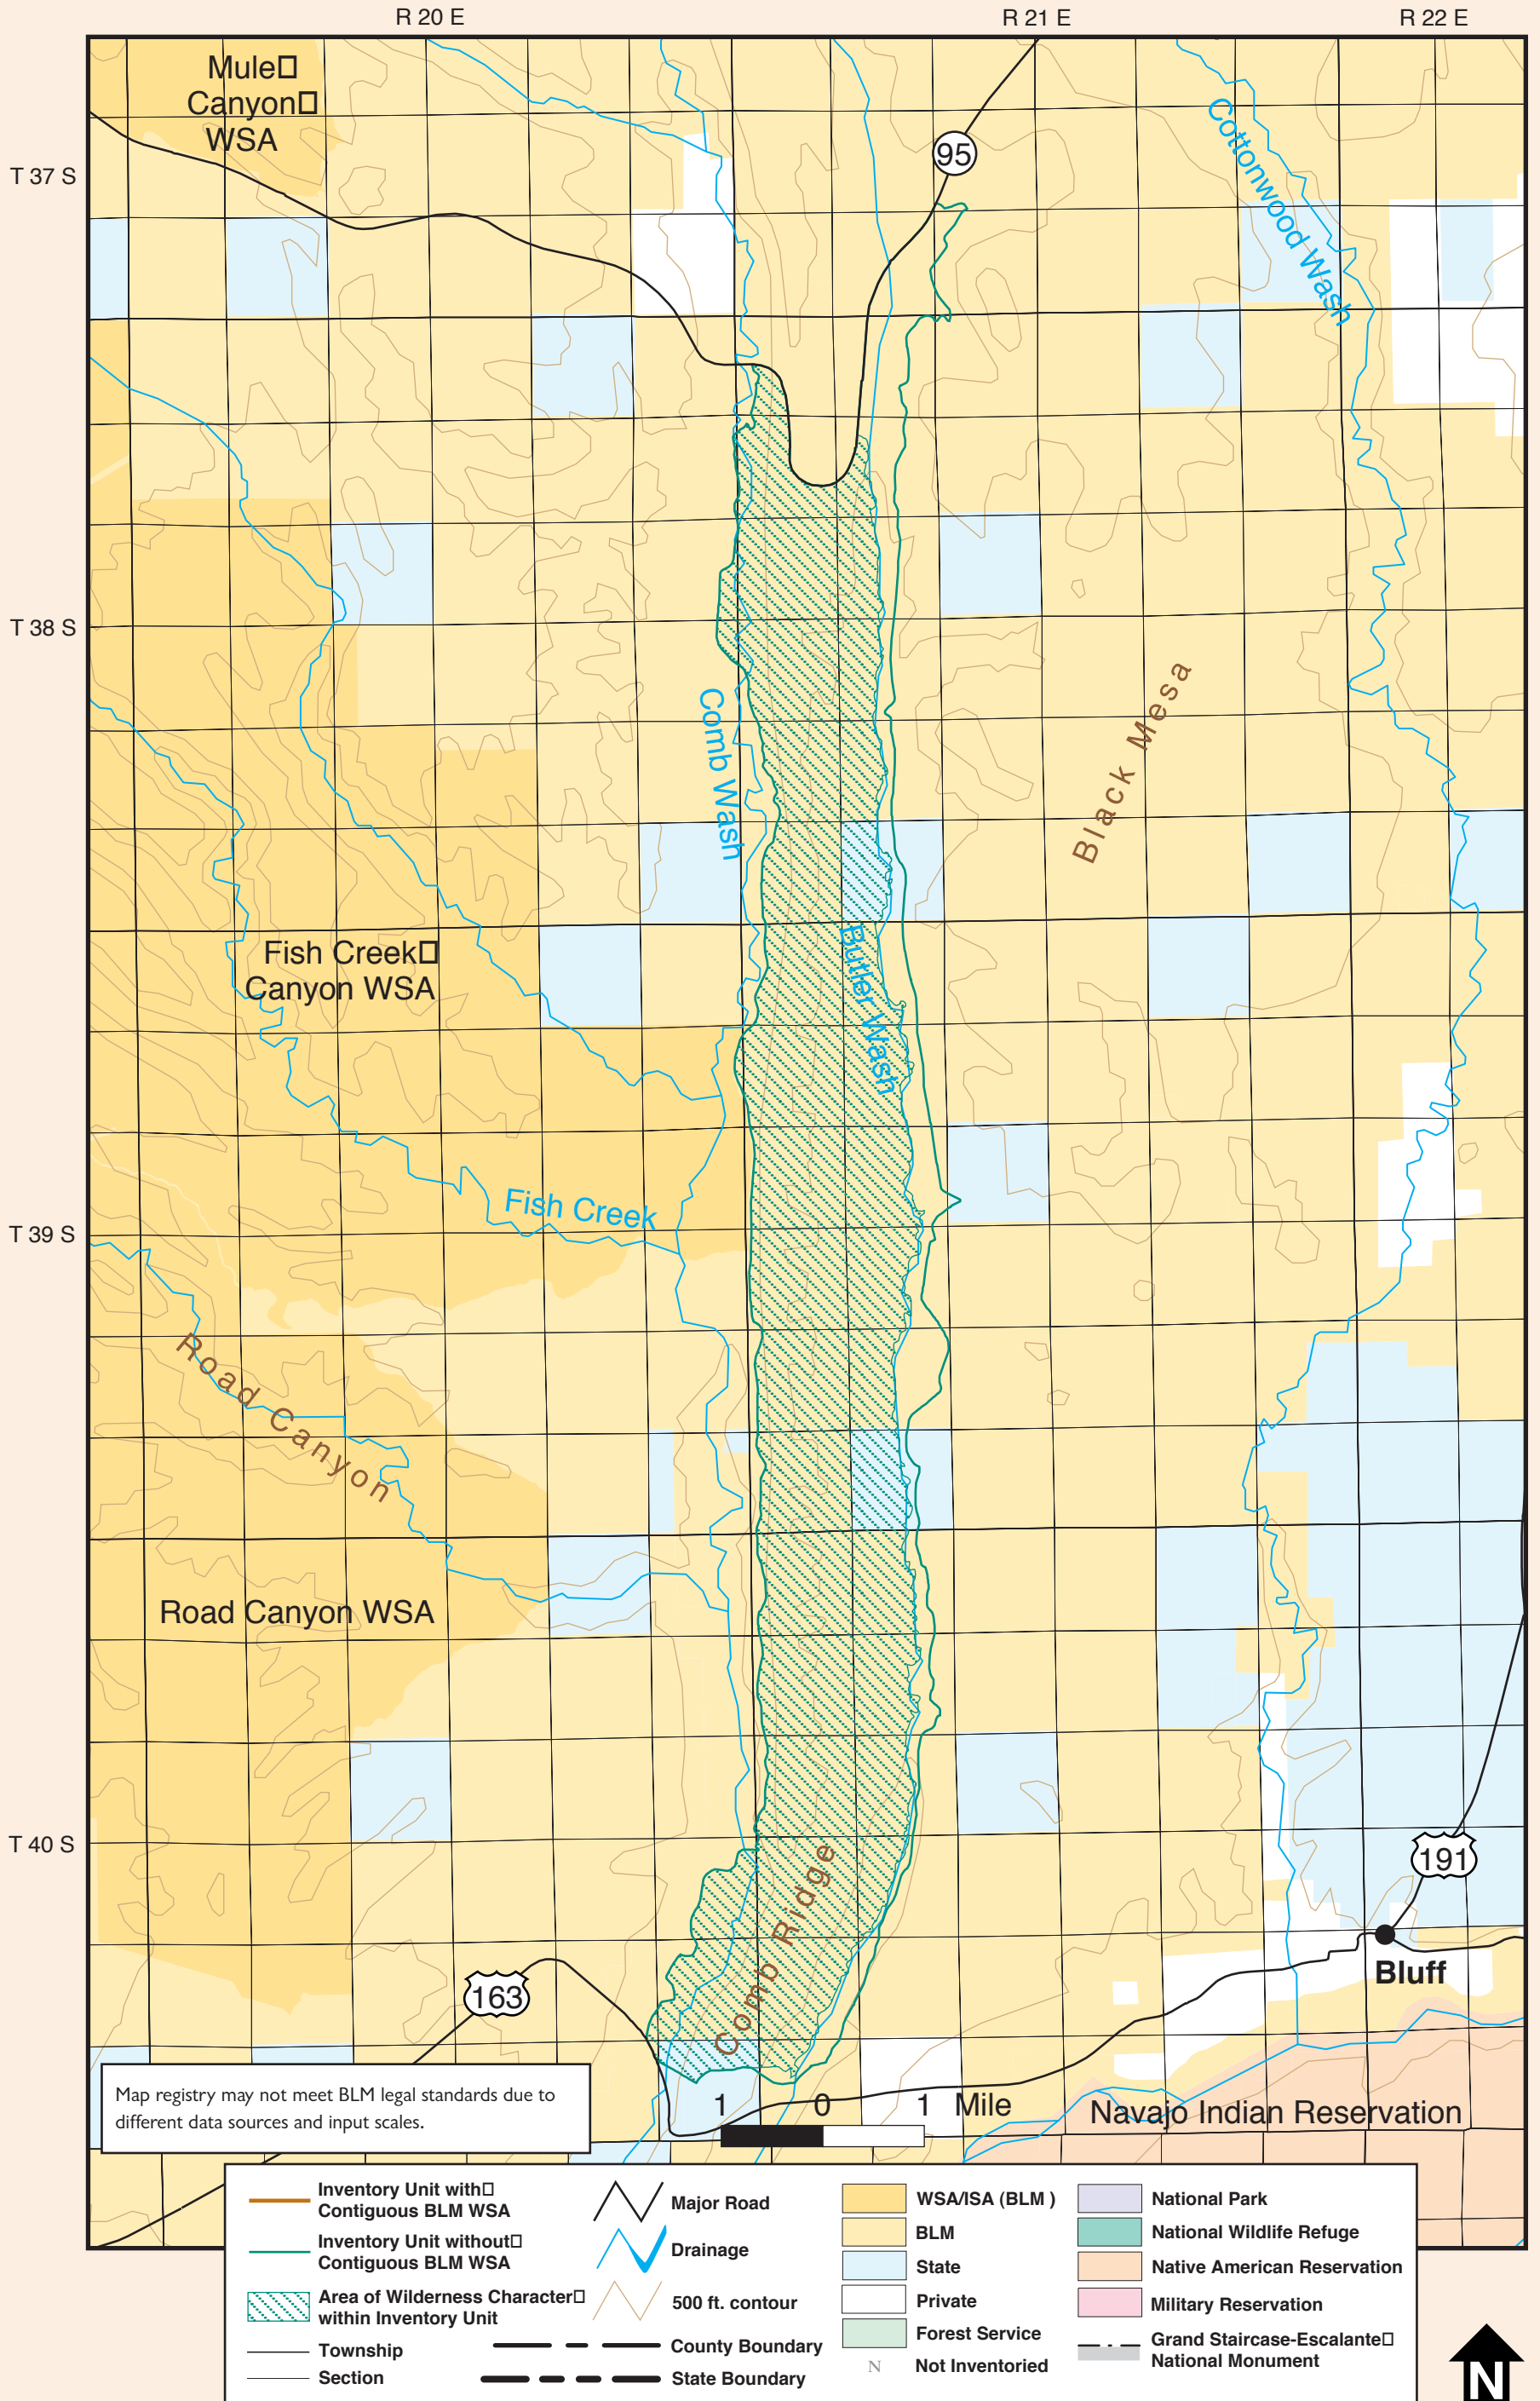 R 20 E
R 21 E
R 22 E
Mule
Canyon
WSA
95
Cottonwood Wash
T 37 S
T 38 S
Comb Wash
Black Mesa
Fish Creek
Canyon WSA
Butler Wash
Fish Creek
T 39 S
Road Canyon
Road Canyon WSA
T 40 S
Comb Ridge
191
Bluff
163
Map registry may not meet BLM legal standards due to
different data sources and input scales.
1 0 1 Mile
Navajo Indian Reservation
Inventory Unit with
Contiguous BLM WSA
Inventory Unit without
Contiguous BLM WSA
Area of Wilderness Character
within Inventory Unit
Township
Section
Major Road
Drainage
500 ft. contour
County Boundary
State Boundary
WSA/ISA (BLM )
BLM
State
Private
Forest Service
N Not Inventoried
National Park
National Wildlife Refuge
Native American Reservation
Military Reservation
Grand Staircase-Escalante
National Monument
N